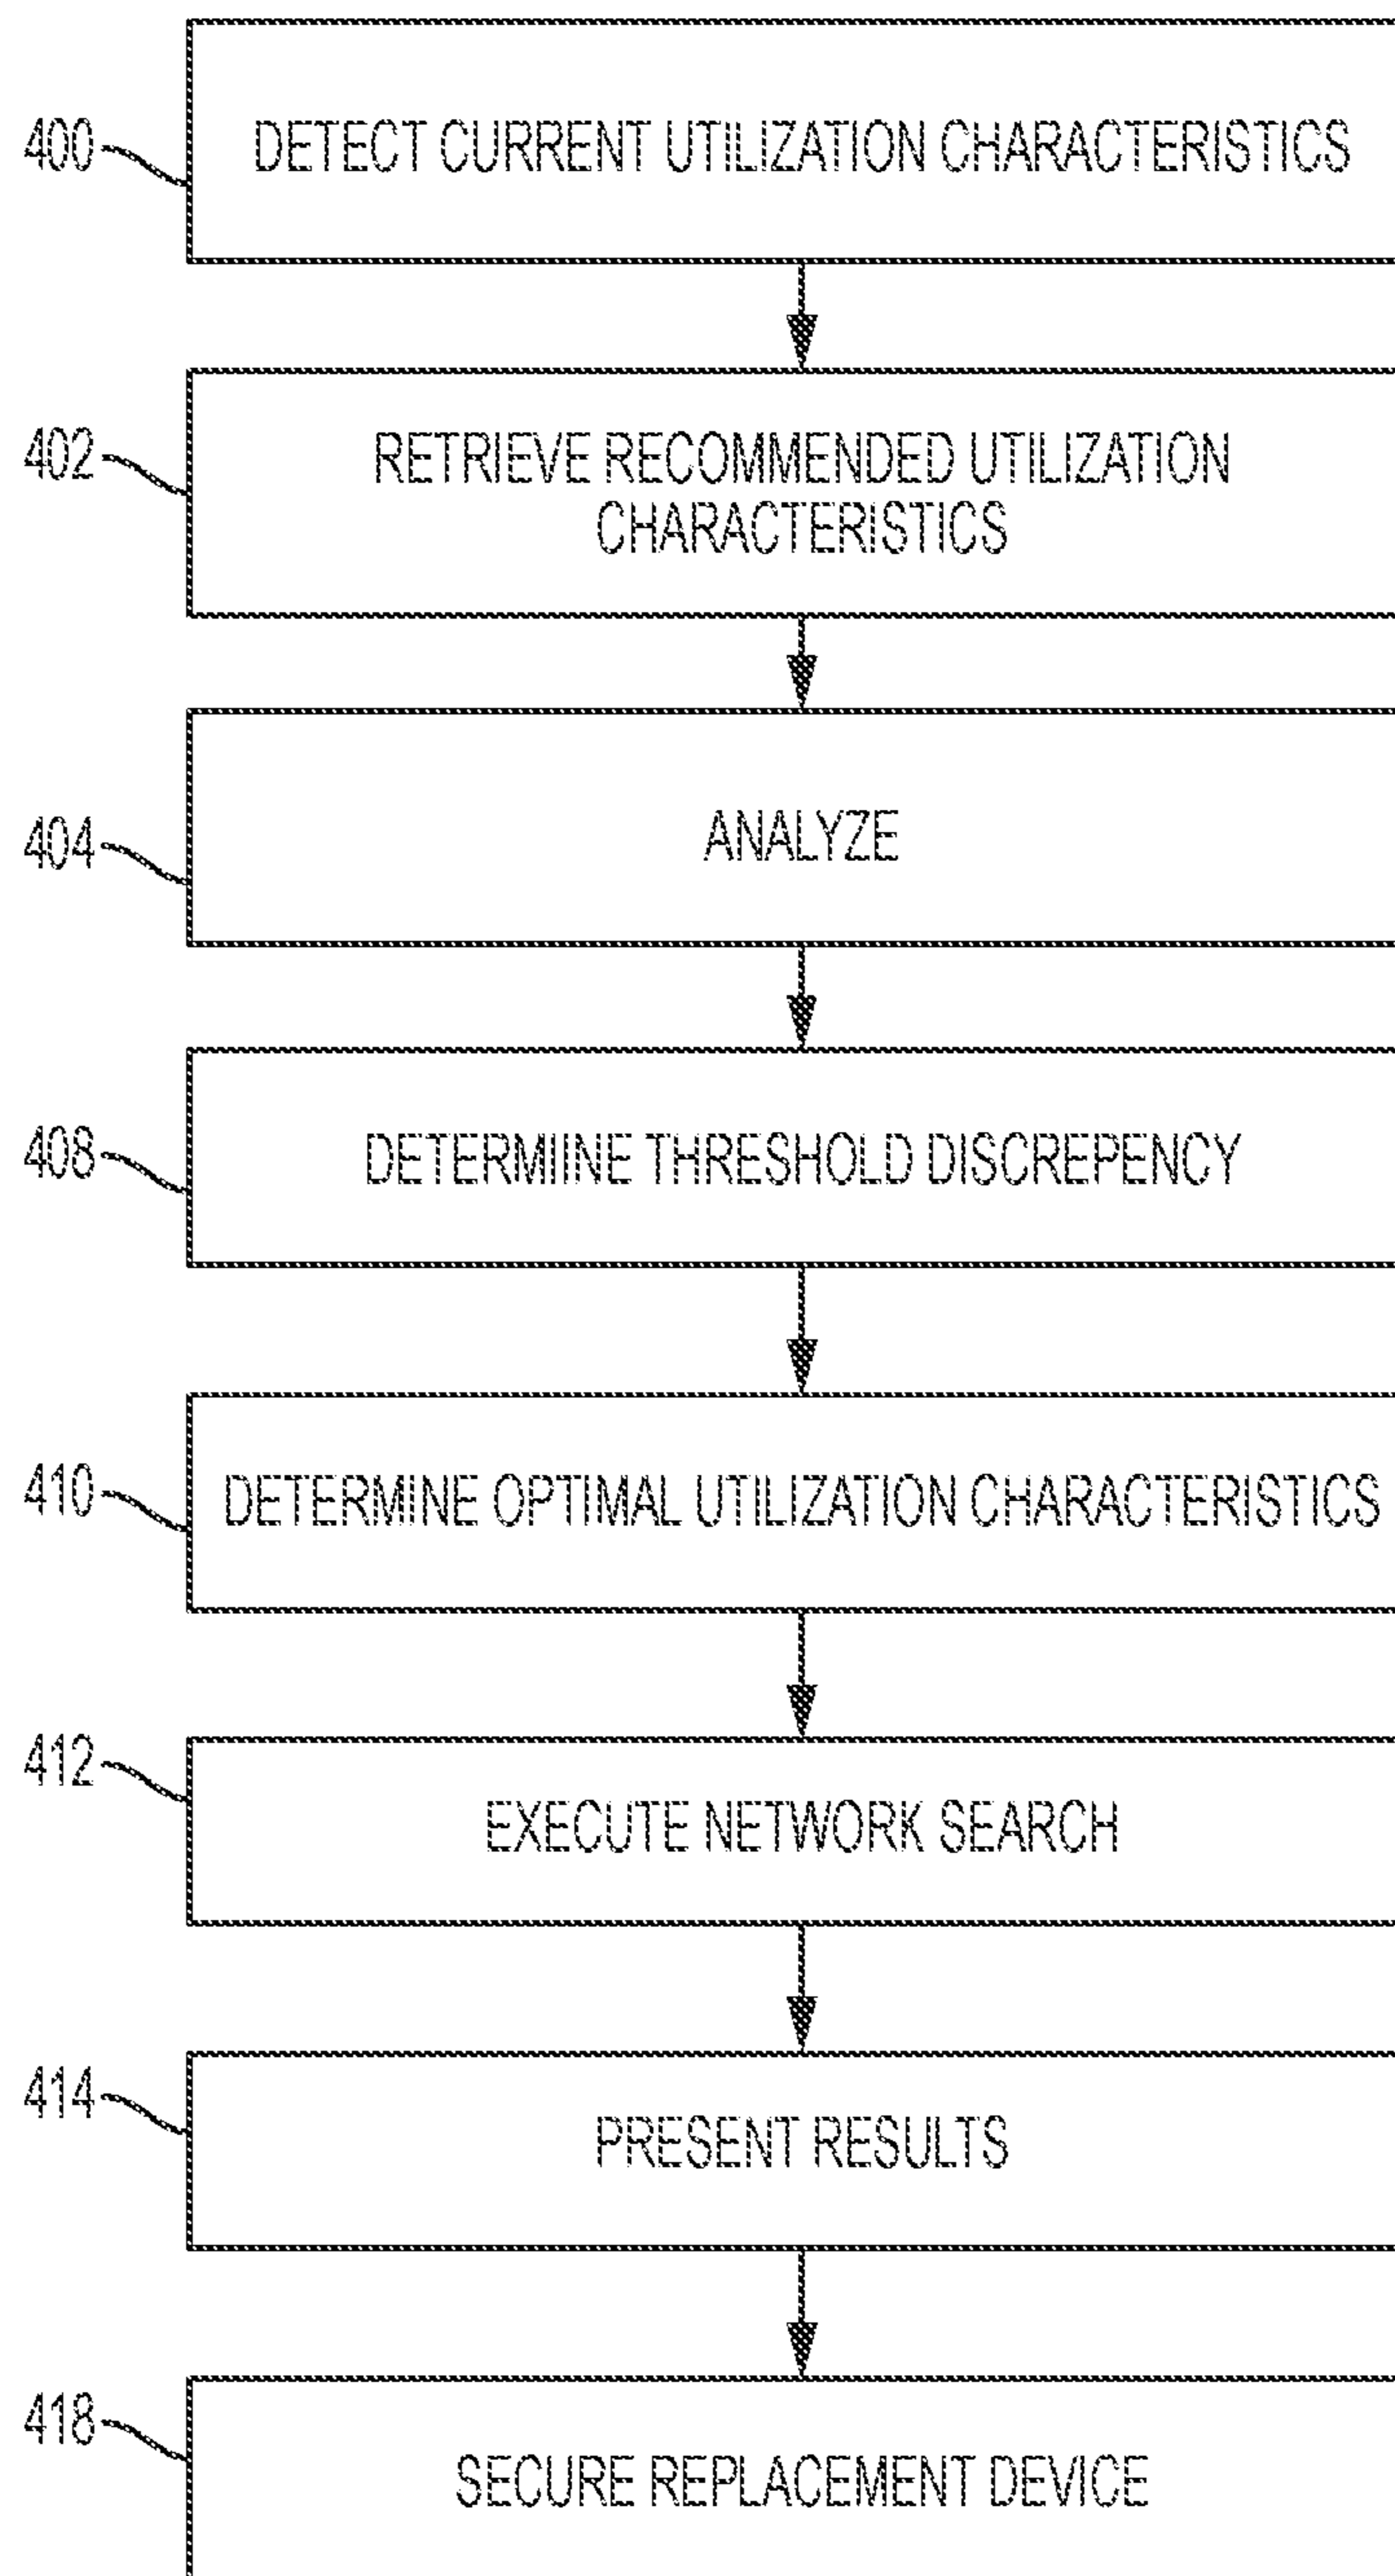 400
DETECT CURRENT UTILIZATION CHARACTERISTICS
402
RETRIEVE RECOMMENDED UTILIZATION
CHARACTERISTICS
404
ANALYZE
408
DETERMIINE THRESHOLD DISCREPENCY
410
DETERMINE OPTIMAL UTILIZATION CHARACTERISTICS
412
EXECUTE NETWORK SEARCH
414
PRESENT RESULTS
418
SECURE REPLACEMENT DEVICE